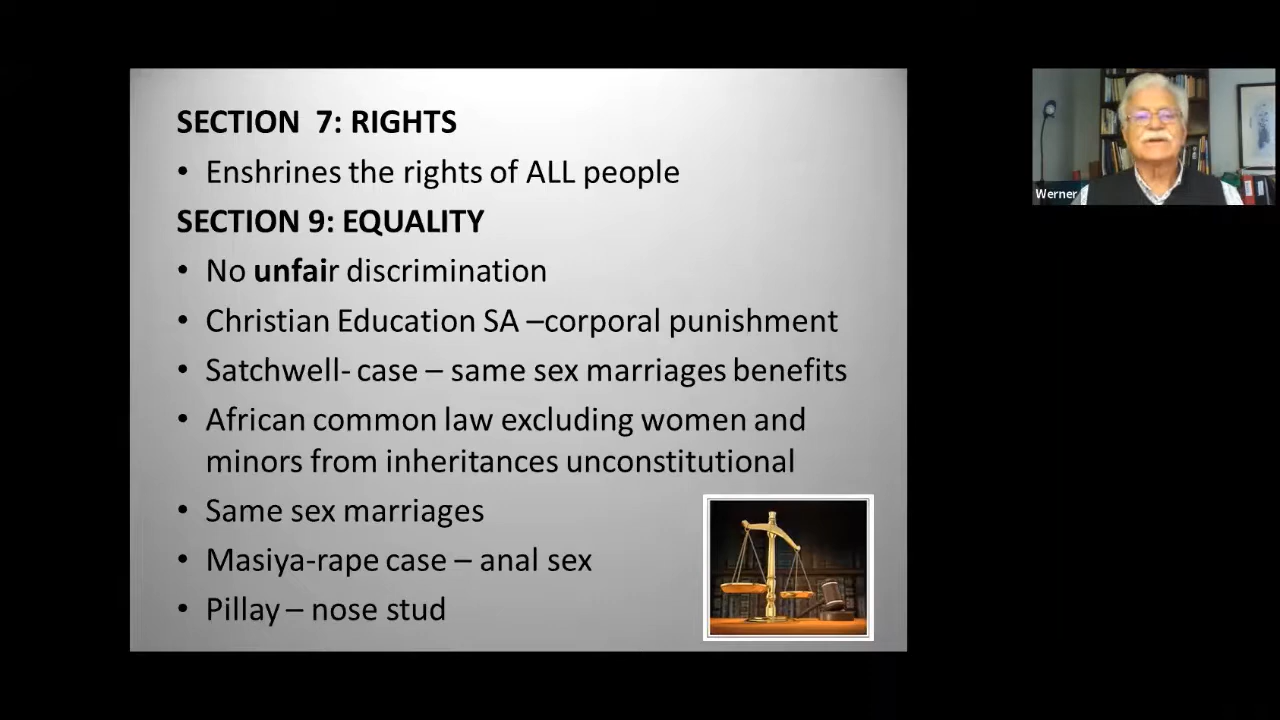 SECTION 7: RIGHTS
• Enshrines the rights of ALL people
SECTION 9: EQUALITY
• No unfair discrimination
• Christian Education SA –corporal punishment
• Satchwell- case – same sex marriages benefits
• African common law excluding women and
minors from inheritances unconstitutional
• Same sex marriages
• Masiya-rape case – anal sex
• Pillay – nose stud
Werner